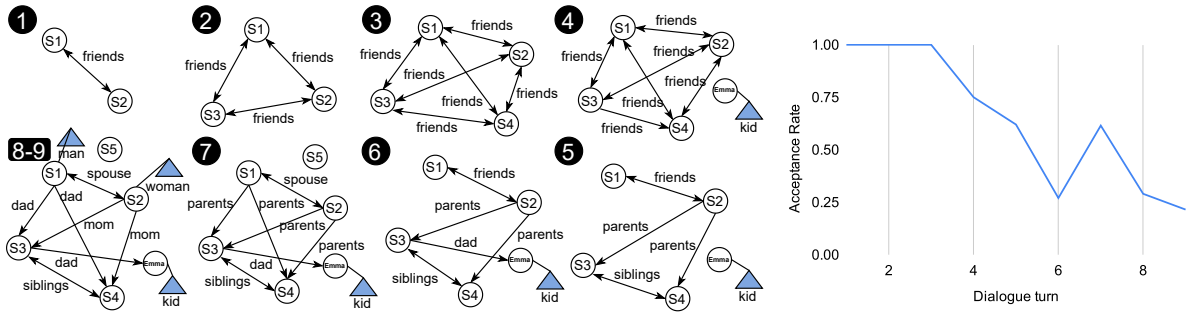 1
S1
friends
S2
2
S1
friends
friends
S2
S3
friends
3
S1
friends
S2
friends
friends
friends
S3
friends
S4
friends
4
S1
friends
S2
friends
friends
friends
Emma
S3
friends
S4
friends
kid
8-9
man
S5
S1
spouse
woman
dad
dad
S2
mom
mom
S3
dad
Emma
siblings
S4
kid
7
S5
S1
spouse
parents
parents
S2
parents
S3
parents
dad
Emma
siblings
S4
kid
6
S1
friends
S2
parents
S3
dad
parents
Emma
siblings
S4
kid
5
S1
friends
S2
parents
parents
S3
Emma
siblings
S4
kid
Acceptance Rate
1.00
0.75
0.50
0.25
0.00
2
4
6
8
Dialogue turn